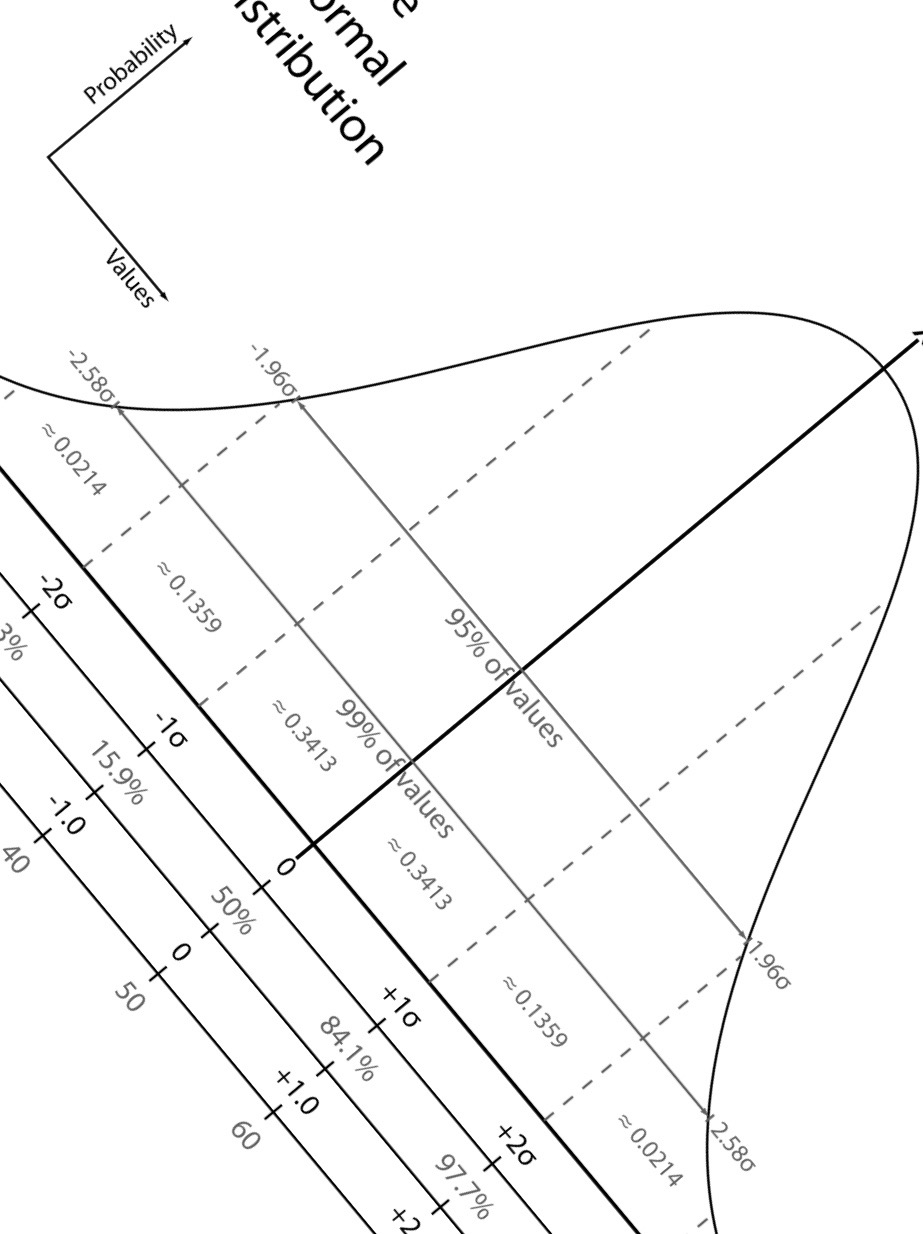 ormal
istribution
Probability
Values
-2.58σ
-1.96σ
≈ 0.0214
≈ 0.1359
≈ 0.3413
≈ 0.3413
≈ 0.1359
≈ 0.0214
95% of values
99% of values
1.96σ
2.58σ
-2σ
-1σ
0
+1σ
+2σ
3%
15.9%
50%
84.1%
97.7%
-1.0
0
+1.0
+2
40
50
60